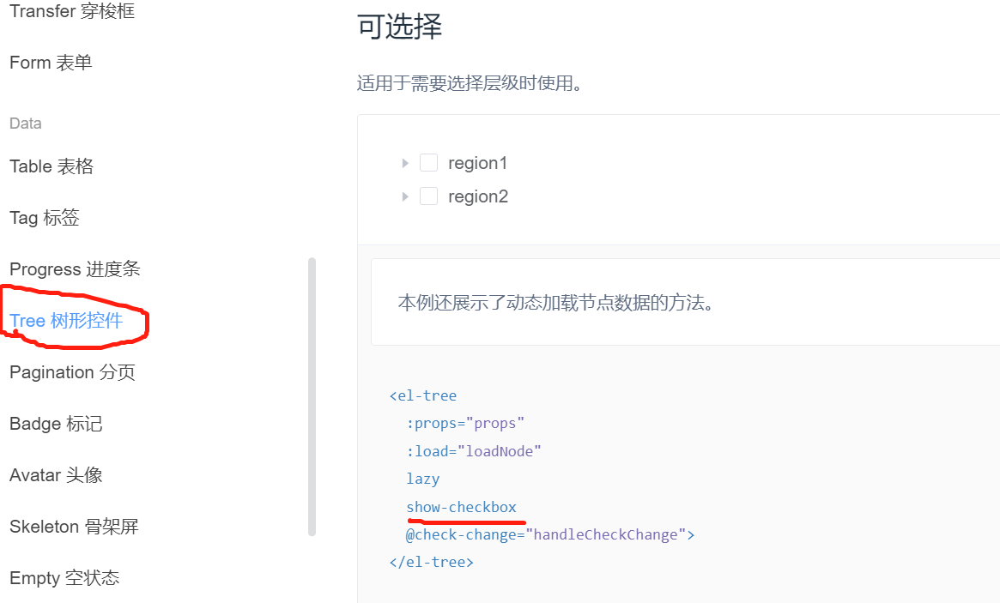 Transfer 穿梭框
Form 表单
Data
Table 表格
Tag 标签
Progress 进度条
Tree 树形控件
Pagination 分页
Badge 标记
Avatar 头像
Skeleton 骨架屏
Empty 空状态
可选择
适用于需要选择层级时使用。
region1
region2
本例还展示了动态加载节点数据的方法。
<el-tree
:props="props"
:load="loadNode"
lazy
show-checkbox
@check-change="handleCheckChange">
</el-tree>